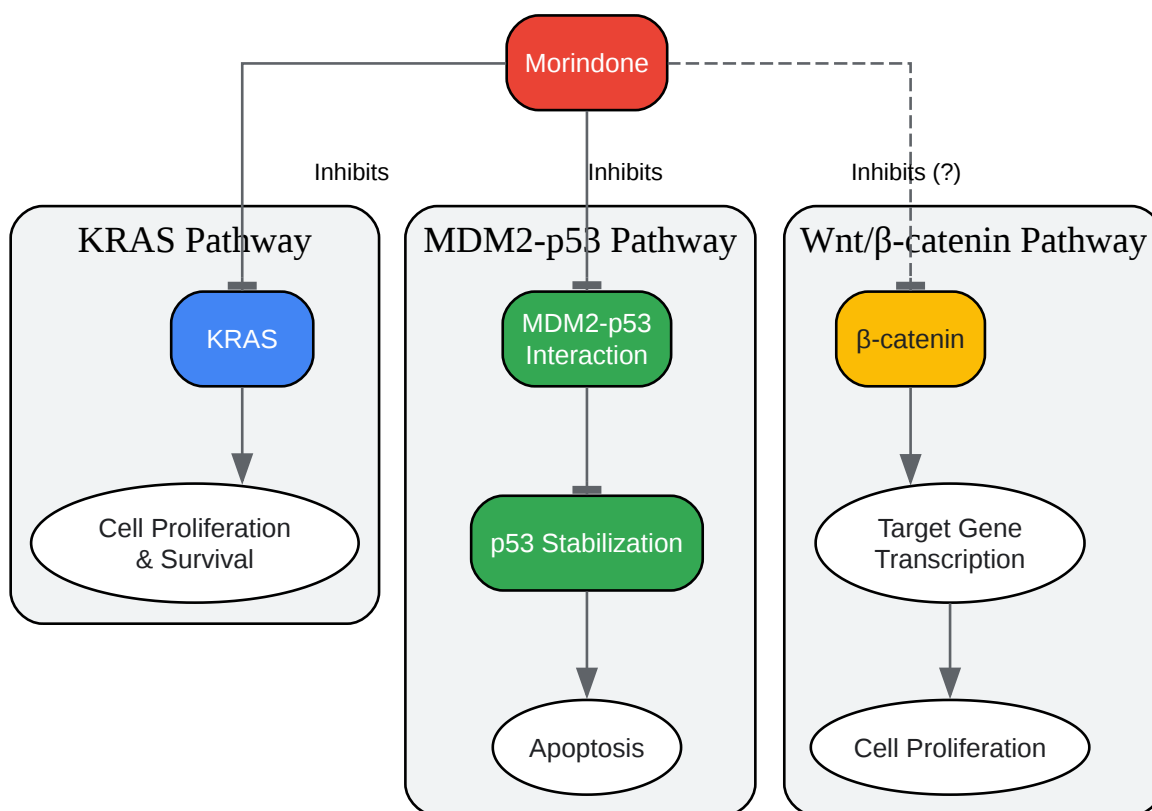 Morindone
Inhibits
Inhibits
Inhibits (?)
KRAS Pathway
MDM2-p53 Pathway
Wnt/β-catenin Pathway
KRAS
MDM2-p53
Interaction
β-catenin
Cell Proliferation
& Survival
p53 Stabilization
Target Gene
Transcription
Apoptosis
Cell Proliferation